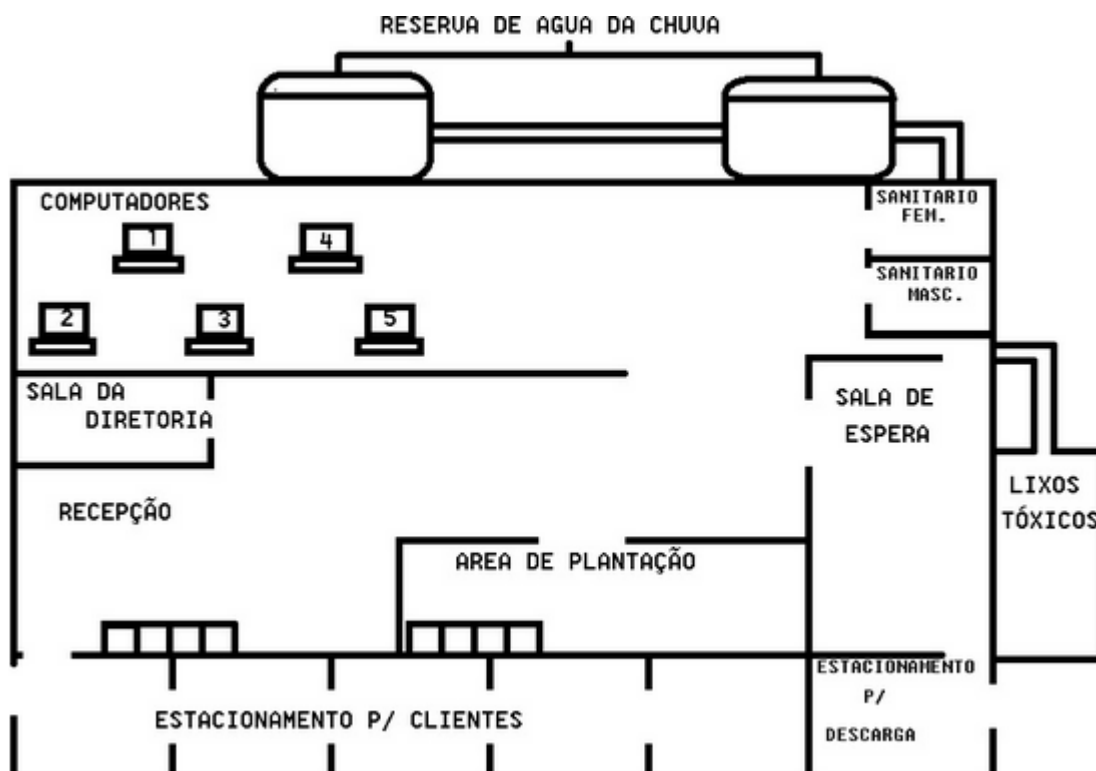 RESERVA DE AGUA DA CHUVA
COMPUTADORES
1
4
2
3
5
SANITARIO
FEM.
SANITARIO
MASC.
SALA DA
DIRETORIA
SALA DE
ESPERA
RECEPÇÃO
LIXOS
TÓXICOS
AREA DE PLANTAÇÃO
ESTACIONAMENTO P/ CLIENTES
ESTACIONAMENTO
P/
DESCARGA